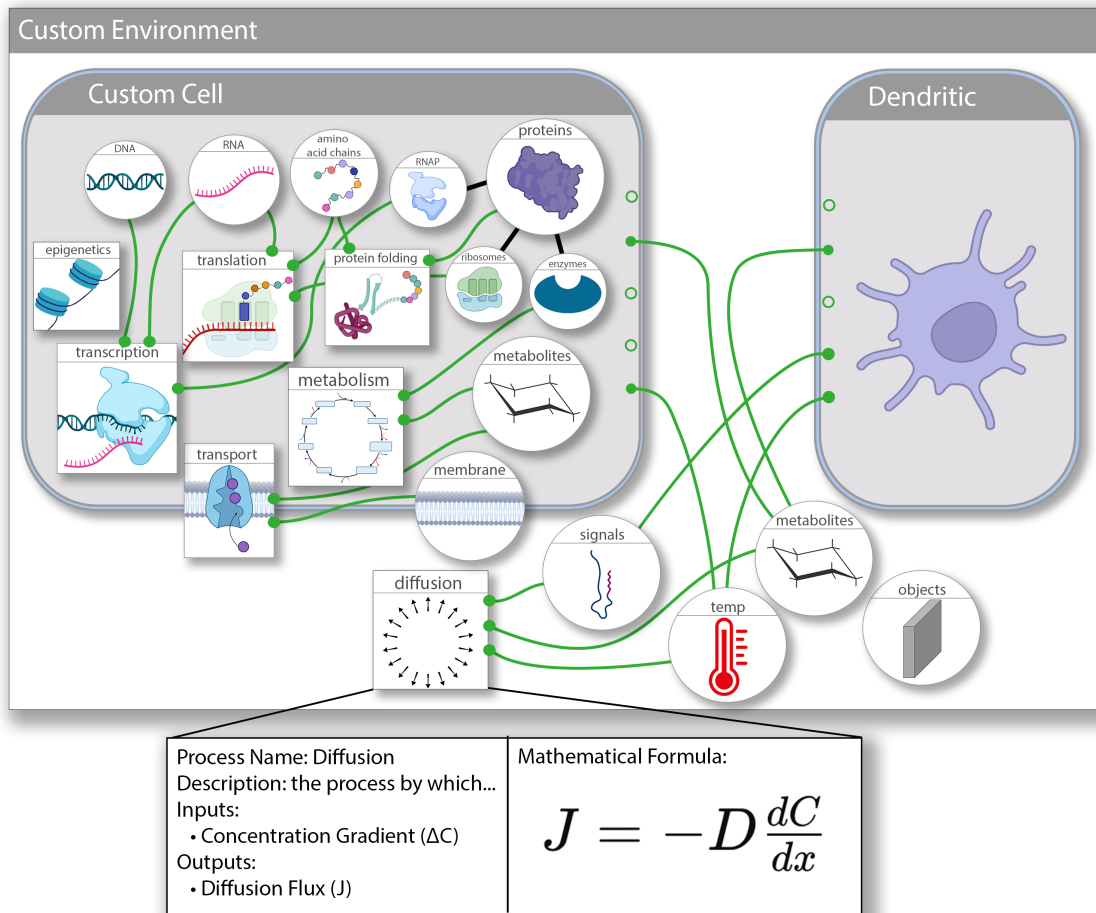 Custom Environment
Custom Cell
Dendritic
DNA
RNA
amino
acid chains
RNAP
proteins
epigenetics
translation
protein folding
ribosomes
enzymes
transcription
metabolism
metabolites
transport
membrane
signals
metabolites
diffusion
temp
objects
Process Name: Diffusion
Description: the process by which...
Inputs:
• Concentration Gradient (ΔC)
Outputs:
• Diffusion Flux (J)
Mathematical Formula:
J = −D dC/dx